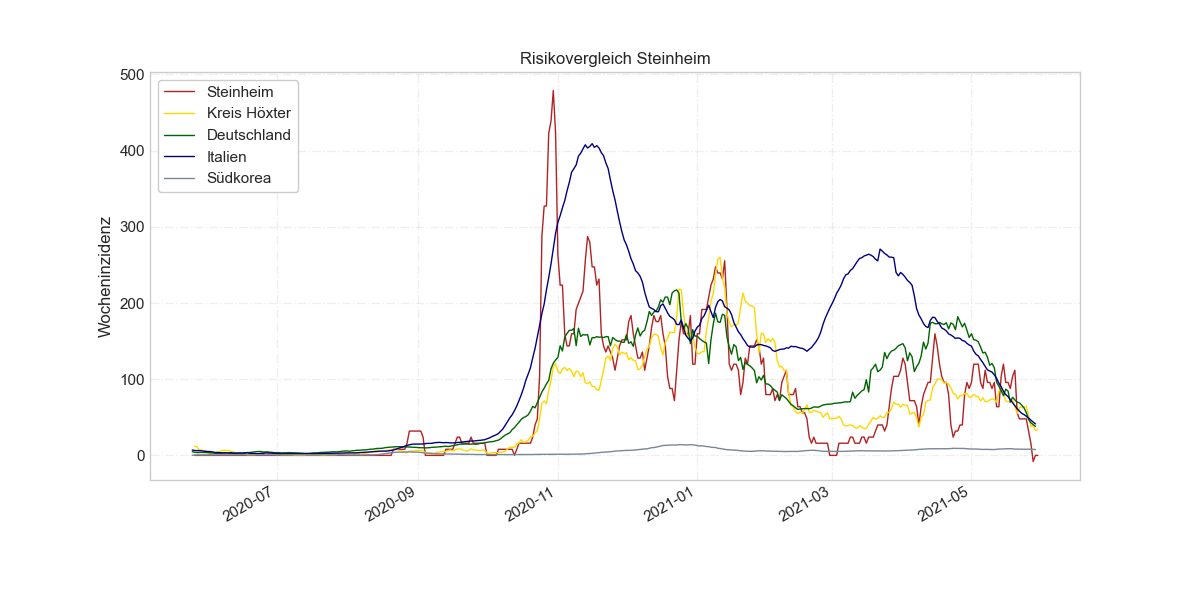 Risikovergleich Steinheim
500
400
300
200
100
0
Wocheninzidenz
Steinheim
Kreis Höxter
Deutschland
Italien
Südkorea
2020-07
2020-09
2020-11
2021-01
2021-03
2021-05